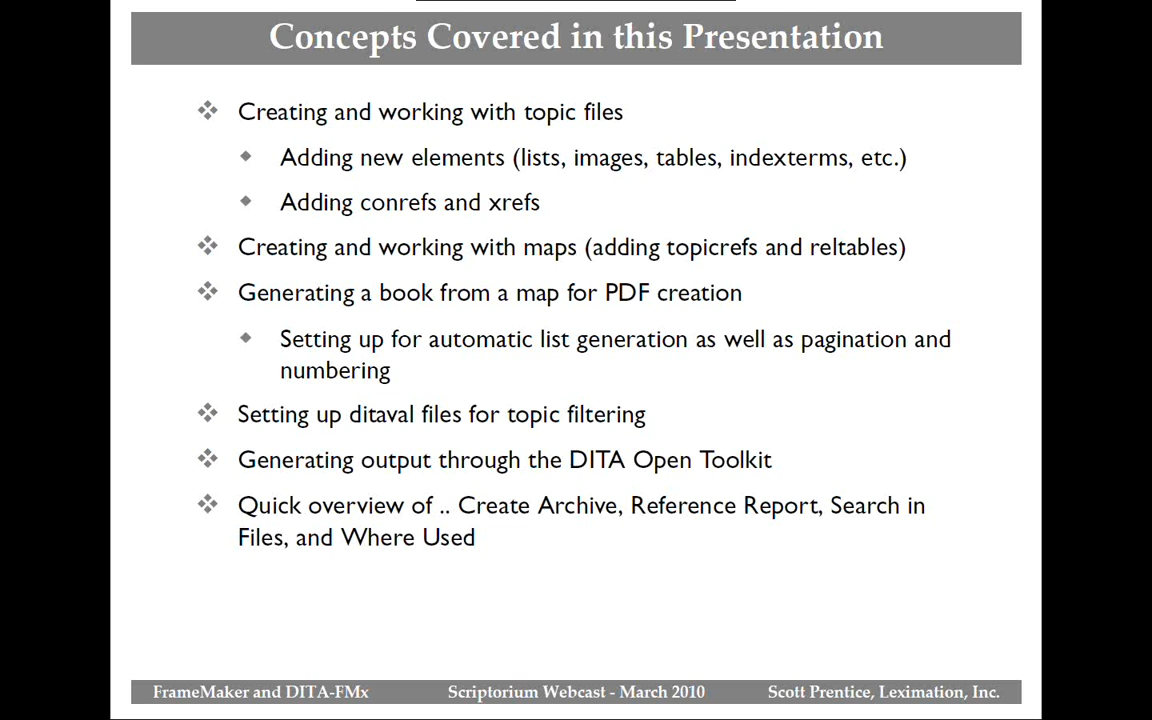 Concepts Covered in this Presentation
Creating and working with topic files
Adding new elements (lists, images, tables, indexterms, etc.)
Adding conrefs and xrefs
Creating and working with maps (adding topicrefs and reltables)
Generating a book from a map for PDF creation
Setting up for automatic list generation as well as pagination and
numbering
Setting up ditaval files for topic filtering
Generating output through the DITA Open Toolkit
Quick overview of .. Create Archive, Reference Report, Search in
Files, and Where Used
FrameMaker and DITA-FMx
Scriptorium Webcast - March 2010
Scott Prentice, Leximation, Inc.